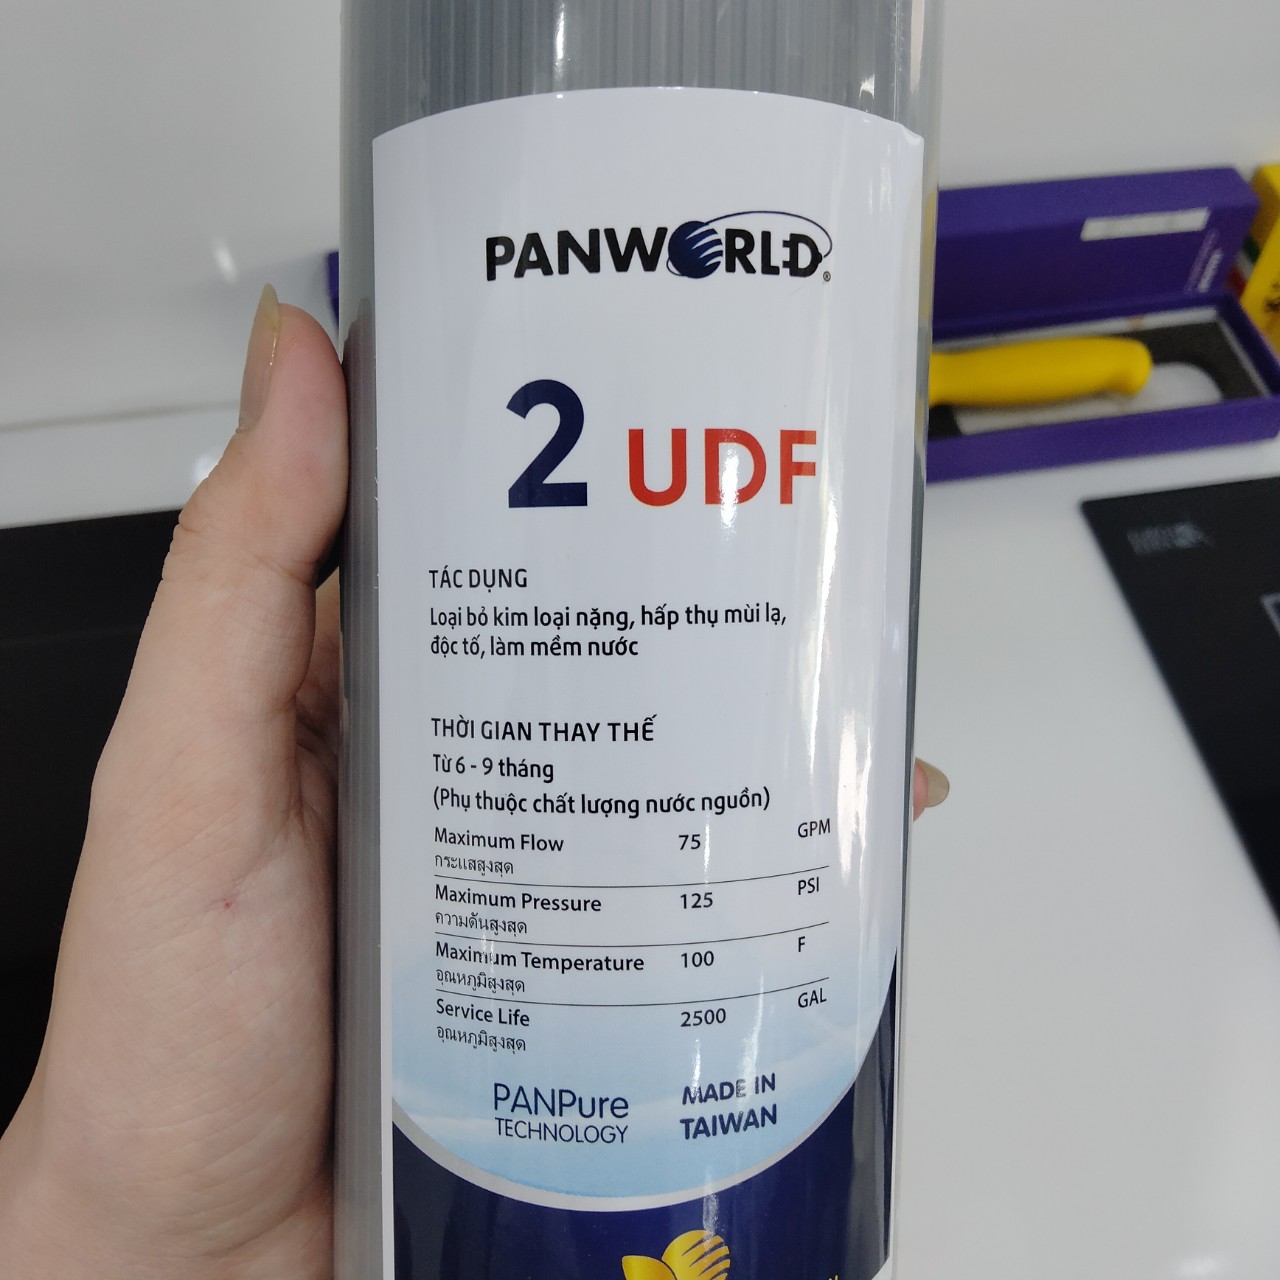 PANWORLD®
2 UDF
TÁC DỤNG
Loại bỏ kim loại nặng, hấp thụ mùi lạ,
độc tố, làm mềm nước
THỜI GIAN THAY THẾ
Từ 6 - 9 tháng
(Phụ thuộc chất lượng nước nguồn)
Maximum Flow 75 GPM
กระแสสูงสุด
Maximum Pressure 125 PSI
ความดันสูงสุด
Maximum Temperature 100 F
อุณหภูมิสูงสุด
Service Life 2500 GAL
อุณหภูมิสูงสุด
PANPure MADE IN
TECHNOLOGY TAIWAN